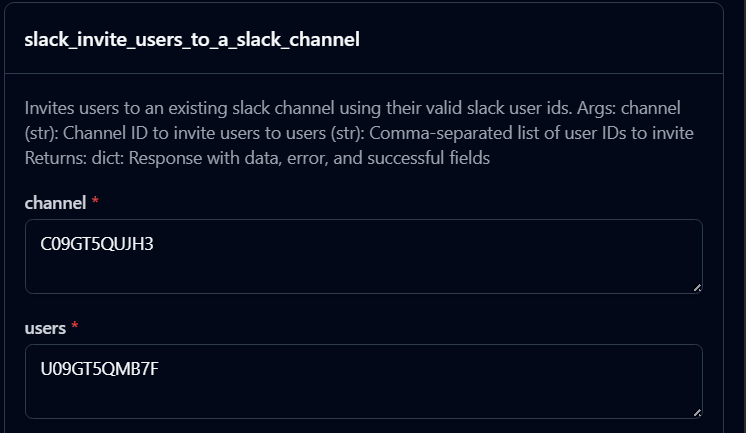 slack_invite_users_to_a_slack_channel
Invites users to an existing slack channel using their valid slack user ids. Args: channel
(str): Channel ID to invite users to users (str): Comma-separated list of user IDs to invite
Returns: dict: Response with data, error, and successful fields
channel *
C09GT5QUJH3
users *
U09GT5QMB7F